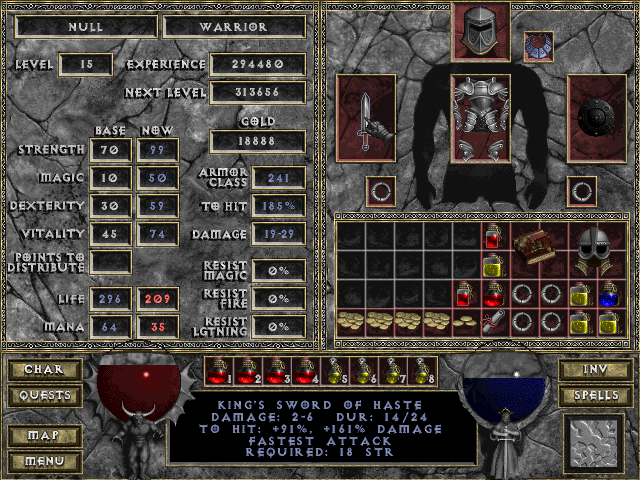 NULL WARRIOR
LEVEL 15 EXPERIENCE 294480
NEXT LEVEL 313656
BASE NOW GOLD
18888
STRENGTH 70 99
MAGIC 10 50 ARMOR CLASS 241
DEXTERITY 30 59 TO HIT 185%
VITALITY 45 74 DAMAGE 19-29
POINTS TO DISTRIBUTE
RESIST MAGIC 0%
LIFE 296 209 RESIST FIRE 0%
MANA 64 35 RESIST LGTNING 0%
CHAR 1 2 3 4 5 6 7 8 INV
QUESTS SPELLS
MAP
MENU
KING'S SWORD OF HASTE
DAMAGE: 2-6 DUR: 14/24
TO HIT: +91%, +161% DAMAGE
FASTEST ATTACK
REQUIRED: 18 STR